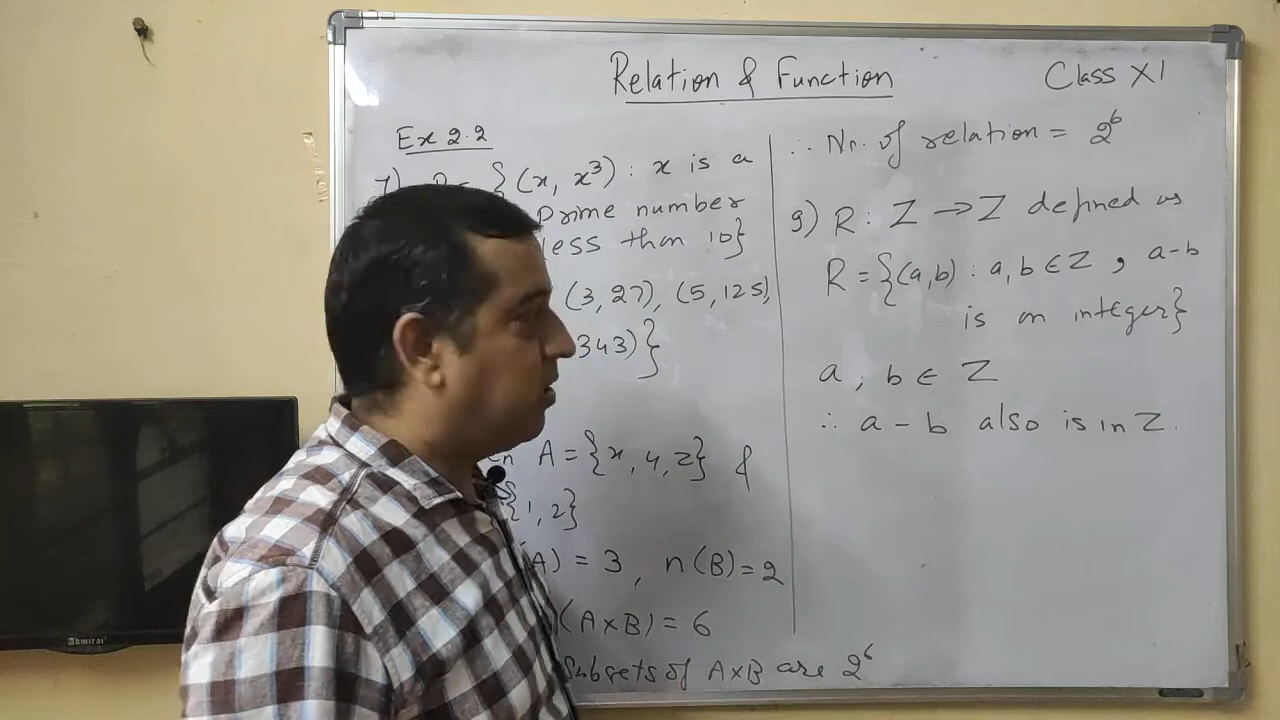 Relation & Function
Class XI
Ex 2.2
7) R = {(x, x³) : x is a
Prime number
less than 10}
(3, 27), (5, 125),
343)}
A = {x, y, z} &
{1, 2}
(A) = 3, n(B) = 2
(A×B) = 6
Subsets of A×B are 2⁶
∴ Nr. of relation = 2⁶
9) R : Z → Z defined as
R = {(a,b) : a, b ∈ Z, a-b
is an integer}
a, b ∈ Z
∴ a - b also is in Z.
Admiral